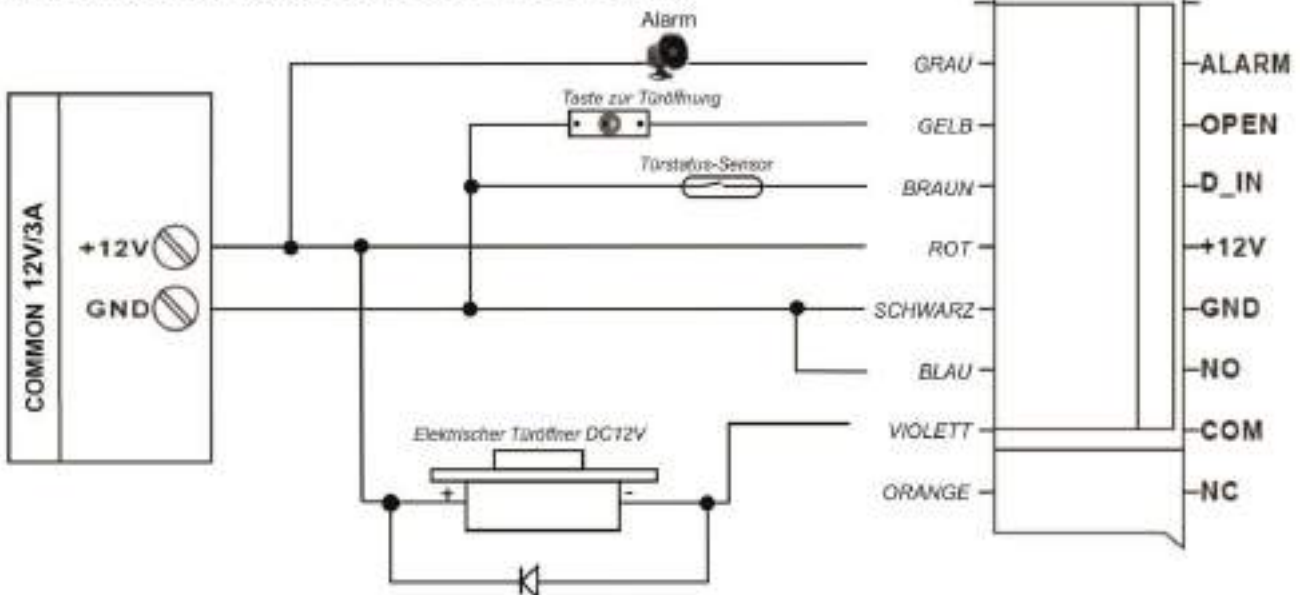 Alarm
GRAU
ALARM
Taste zur Türöffnung
GELB
OPEN
Türstatus-Sensor
BRAUN
D_IN
COMMON 12V/3A
+12V
ROT
+12V
GND
SCHWARZ
GND
BLAU
NO
Elektrischer Türöffner DC12V
VIOLETT
COM
+
-
ORANGE
NC